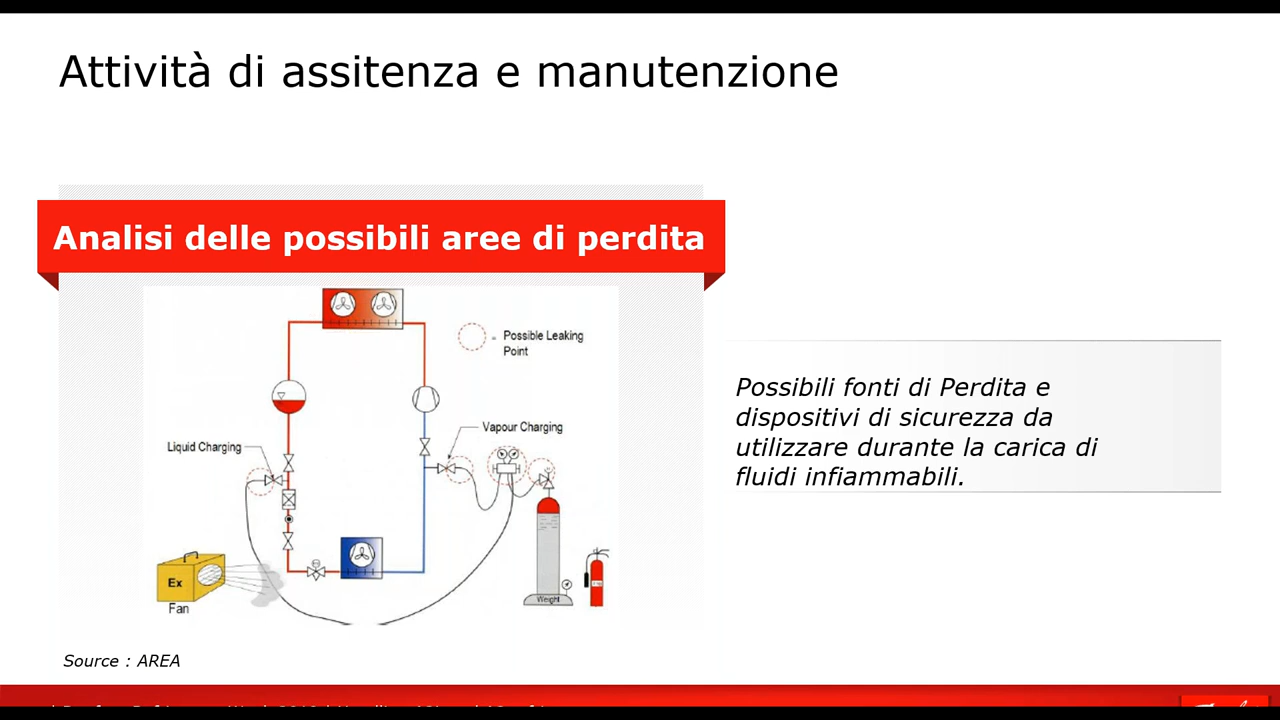 Attività di assitenza e manutenzione
Analisi delle possibili aree di perdita
= Possible Leaking
Point
Vapour Charging
Liquid Charging
Possibili fonti di Perdita e
dispositivi di sicurezza da
utilizzare durante la carica di
fluidi infiammabili.
Ex
Fan
Weight
Source : AREA